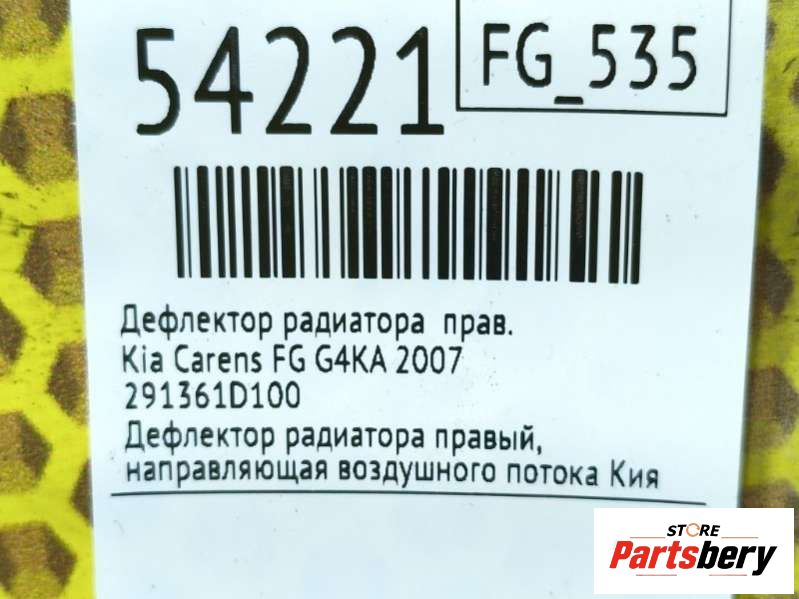 54221
FG_535
Дефлектор радиатора прав.
Kia Carens FG G4KA 2007
291361D100
Дефлектор радиатора правый,
направляющая воздушного потока Кия
STORE
Partsbery